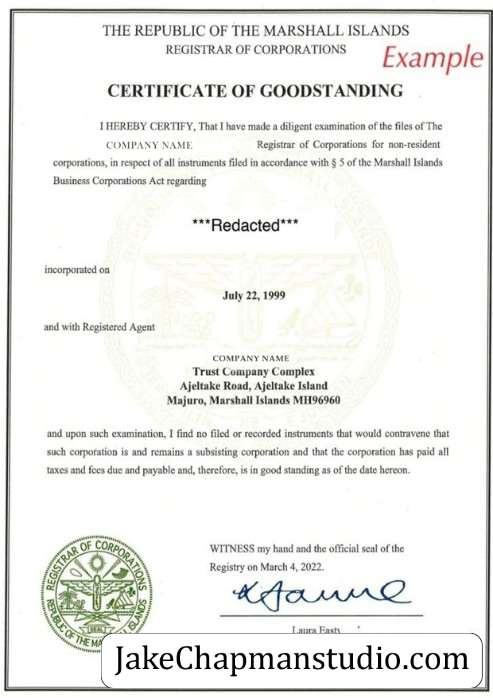 THE REPUBLIC OF THE MARSHALL ISLANDS
REGISTRAR OF CORPORATIONS
Example
CERTIFICATE OF GOODSTANDING
I HEREBY CERTIFY, That I have made a diligent examination of the files of The
COMPANY NAME Registrar of Corporations for non-resident
corporations, in respect of all instruments filed in accordance with § 5 of the Marshall Islands
Business Corporations Act regarding
***Redacted***
incorporated on
July 22, 1999
and with Registered Agent
COMPANY NAME
Trust Company Complex
Ajeltake Road, Ajeltake Island
Majuro, Marshall Islands MH96960
and upon such examination, I find no filed or recorded instruments that would contravene that
such corporation is and remains a subsisting corporation and that the corporation has paid all
taxes and fees due and payable and, therefore, is in good standing as of the date hereon.
WITNESS my hand and the official seal of the
Registry on March 4, 2022.
REGISTRAR OF CORPORATIONS
REPUBLIC OF THE MARSHALL ISLANDS
SEAL
Laura
JakeChapmanstudio.com